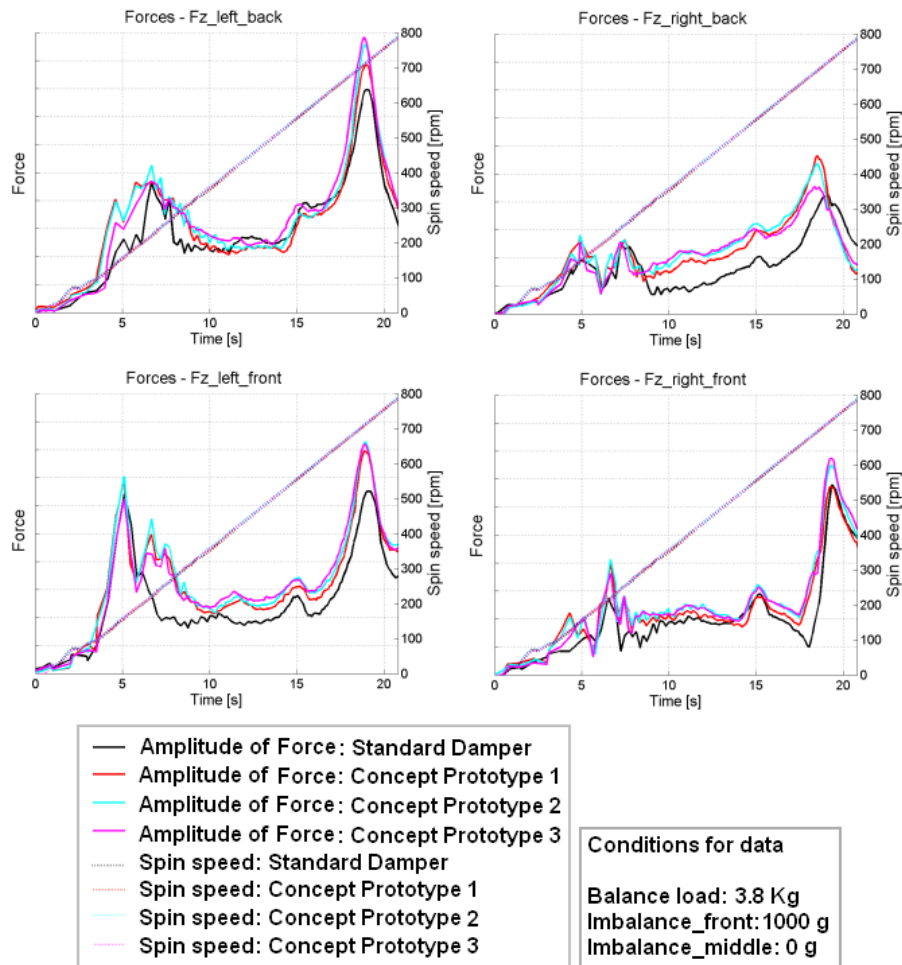 Forces - Fz_left_back
Force
800
700
600
500
400
300
200
100
0
Spin speed [rpm]
0 5 10 15 20
Time [s]
Forces - Fz_right_back
Force
800
700
600
500
400
300
200
100
0
Spin speed [rpm]
0 5 10 15 20
Time [s]
Forces - Fz_left_front
Force
800
700
600
500
400
300
200
100
0
Spin speed [rpm]
0 5 10 15 20
Time [s]
Forces - Fz_right_front
Force
800
700
600
500
400
300
200
100
0
Spin speed [rpm]
0 5 10 15 20
Time [s]
Amplitude of Force: Standard Damper
Amplitude of Force: Concept Prototype 1
Amplitude of Force: Concept Prototype 2
Amplitude of Force: Concept Prototype 3
Spin speed: Standard Damper
Spin speed: Concept Prototype 1
Spin speed: Concept Prototype 2
Spin speed: Concept Prototype 3
Conditions for data
Balance load: 3.8 Kg
Imbalance_front:1000 g
Imbalance_middle: 0 g